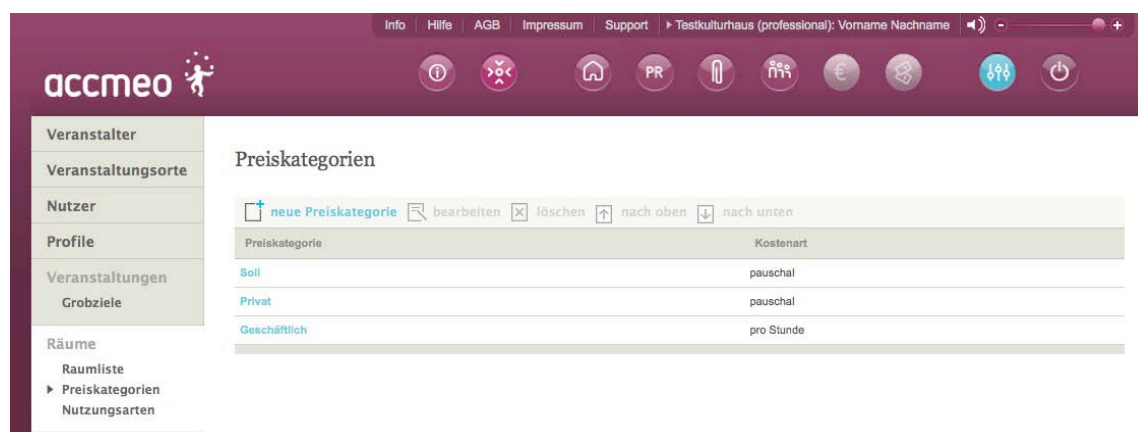 Info Hilfe AGB Impressum Support Testkulturhaus (professional): Vorname Nachname
accmeo
PR
€
Veranstalter
Veranstaltungsorte
Nutzer
Profile
Veranstaltungen
Grobziele
Räume
Raumliste
Preiskategorien
Nutzungsarten
Preiskategorien
neue Preiskategorie bearbeiten löschen nach oben nach unten
Preiskategorie Kostenart
Soll pauschal
Privat pauschal
Geschäftlich pro Stunde